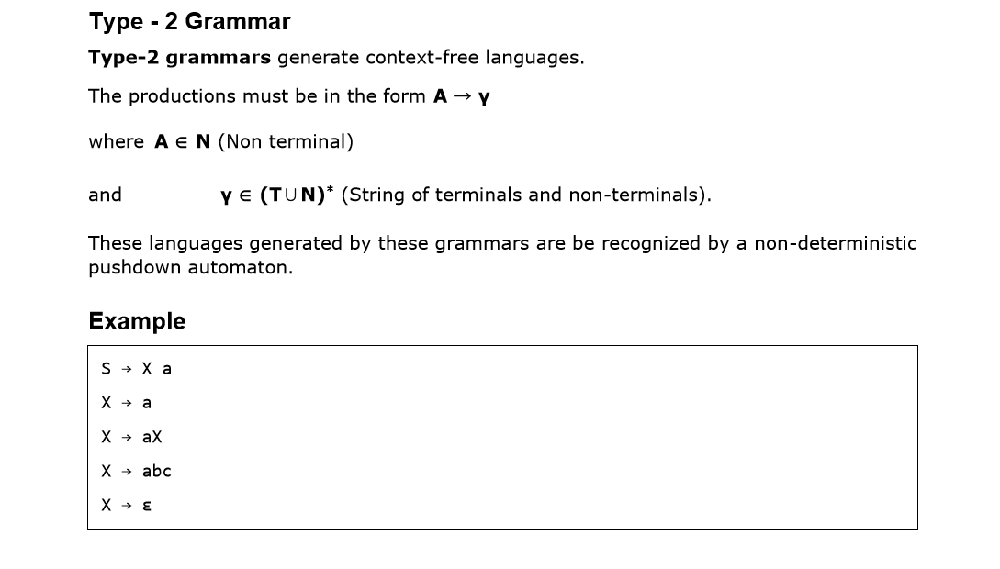 Type - 2 Grammar
Type-2 grammars generate context-free languages.
The productions must be in the form A → γ
where A ∈ N (Non terminal)
and γ ∈ (T∪N)* (String of terminals and non-terminals).
These languages generated by these grammars are be recognized by a non-deterministic
pushdown automaton.
Example
S → X a
X → a
X → aX
X → abc
X → ε